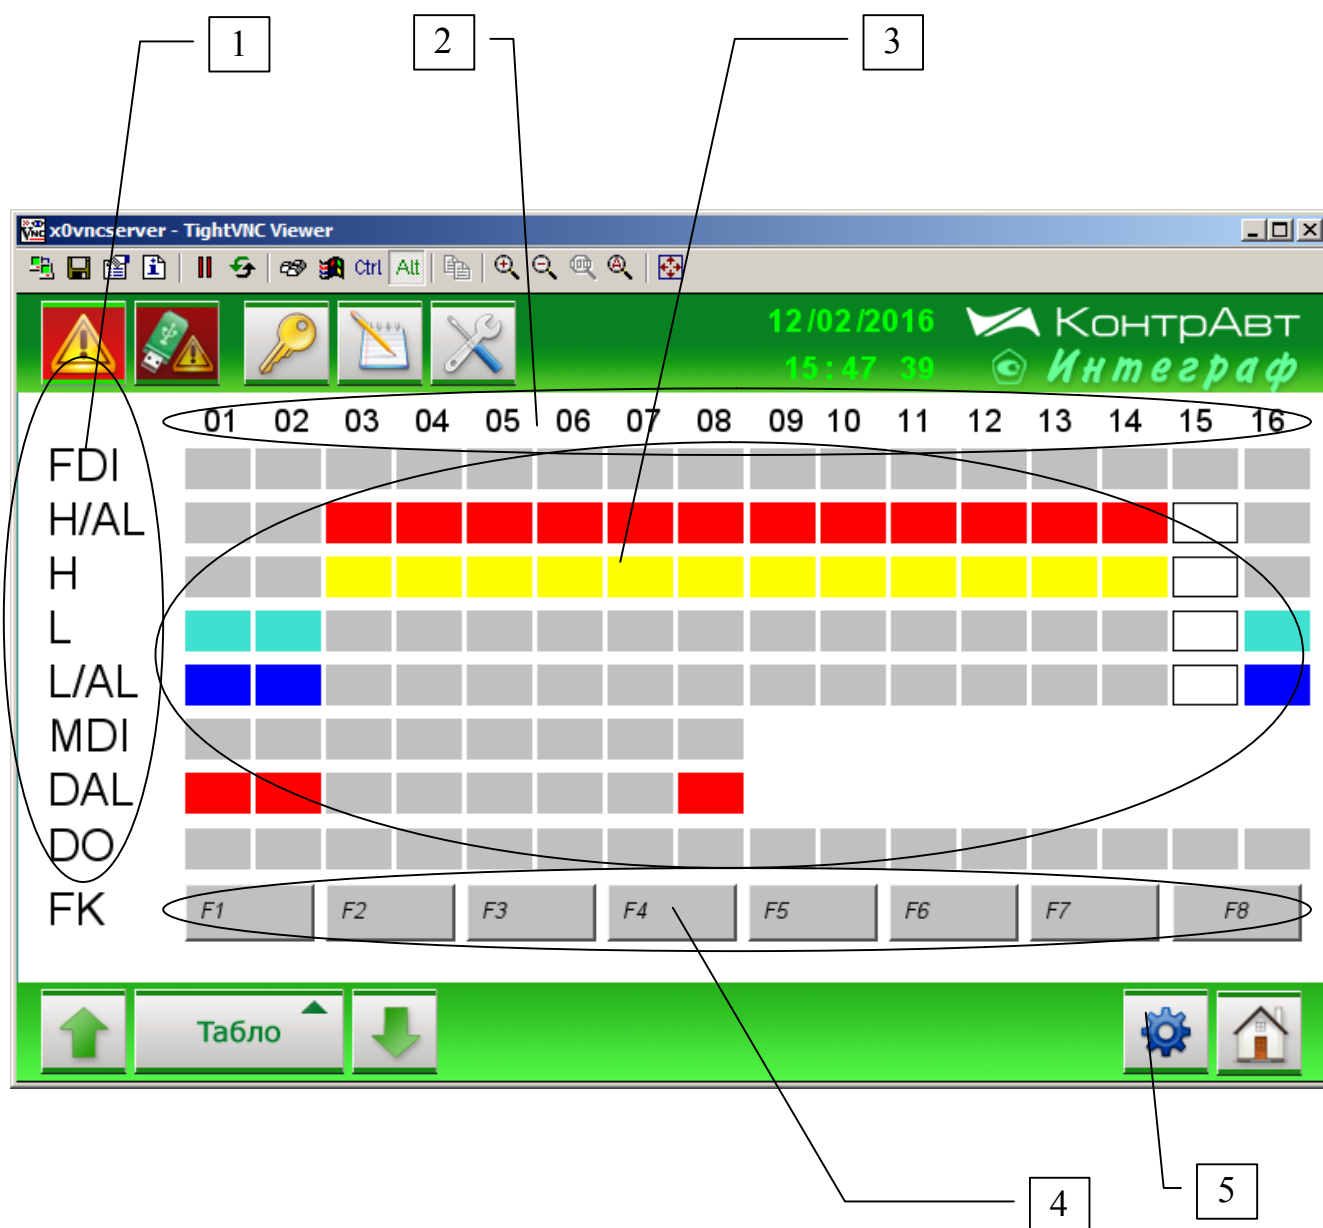 1 2 3
x0vncserver - TightVNC Viewer
Ctrl Alt
12/02/2016 КонтрАвт
15:47 39 Интеграф
01 02 03 04 05 06 07 08 09 10 11 12 13 14 15 16
FDI
H/AL
H
L
L/AL
MDI
DAL
DO
FK F1 F2 F3 F4 F5 F6 F7 F8
Табло
4 5